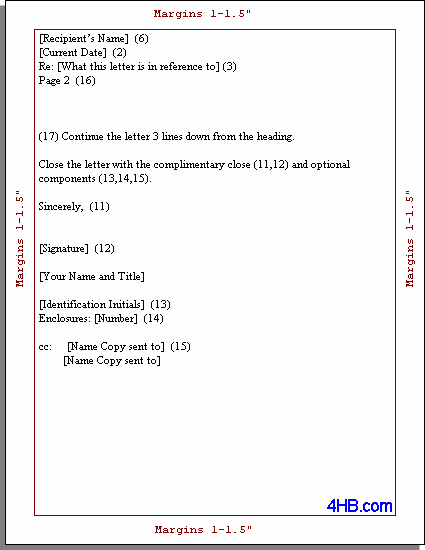 Margins 1-1.5"
[Recipient's Name]  (6)
[Current Date]  (2)
Re: [What this letter is in reference to] (3)
Page 2  (16)
(17) Continue the letter 3 lines down from the heading.
Close the letter with the complimentary close (11,12) and optional
components (13,14,15).
Sincerely,  (11)
[Signature]  (12)
[Your Name and Title]
[Identification Initials]  (13)
Enclosures: [Number]  (14)
cc:     [Name Copy sent to]  (15)
[Name Copy sent to]
Margins 1-1.5"
Margins 1-1.5"
4HB.com
Margins 1-1.5"